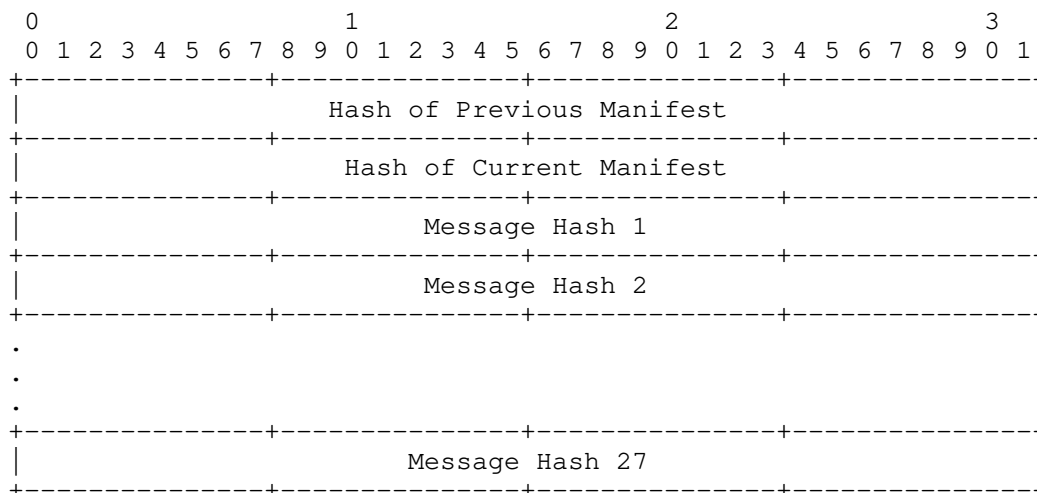 0                   1                   2                   3
 0 1 2 3 4 5 6 7 8 9 0 1 2 3 4 5 6 7 8 9 0 1 2 3 4 5 6 7 8 9 0 1
+---------------+---------------+---------------+---------------
|                   Hash of Previous Manifest
+---------------+---------------+---------------+---------------
|                    Hash of Current Manifest
+---------------+---------------+---------------+---------------
|                         Message Hash 1
+---------------+---------------+---------------+---------------
|                         Message Hash 2
+---------------+---------------+---------------+---------------
.
.
.
+---------------+---------------+---------------+---------------
|                        Message Hash 27
+---------------+---------------+---------------+---------------